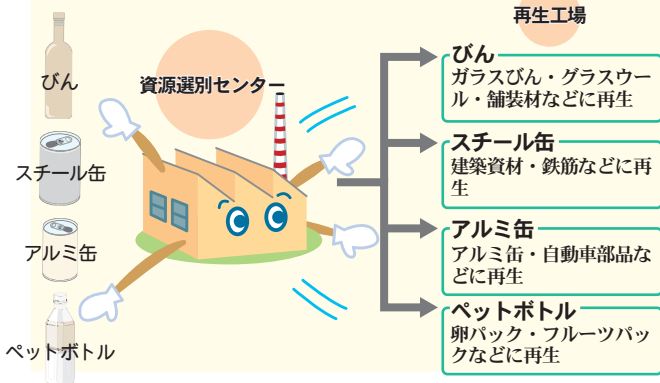 びん
スチール缶
アルミ缶
ペットボトル
資源選別センター
再生工場
びん
ガラスびん・グラスウー
ル・舗装材などに再生
スチール缶
建築資材・鉄筋などに再
生
アルミ缶
アルミ缶・自動車部品な
どに再生
ペットボトル
卵パック・フルーツパッ
クなどに再生